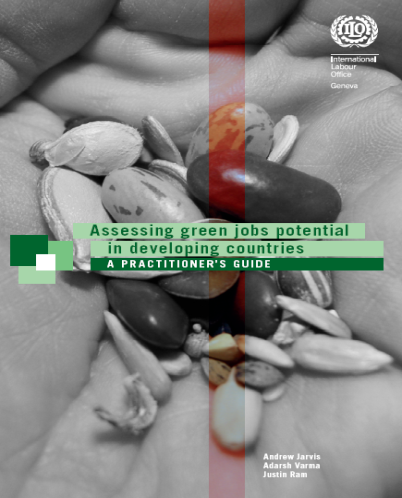 ILO
International
Labour
Office
Geneva
Assessing green jobs potential
in developing countries
A PRACTITIONER'S GUIDE
Andrew Jarvis
Adarsh Varma
Justin Ram